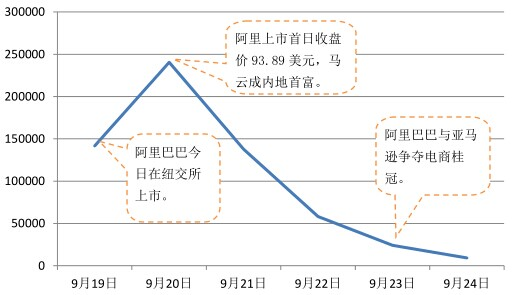 300000
250000
200000
150000
100000
50000
0
阿里上市首日收盘
价 93.89 美元，马
云成内地首富。
阿里巴巴今
日在纽交所
上市。
阿里巴巴与亚马
逊争夺电商桂
冠。
9月19日
9月20日
9月21日
9月22日
9月23日
9月24日